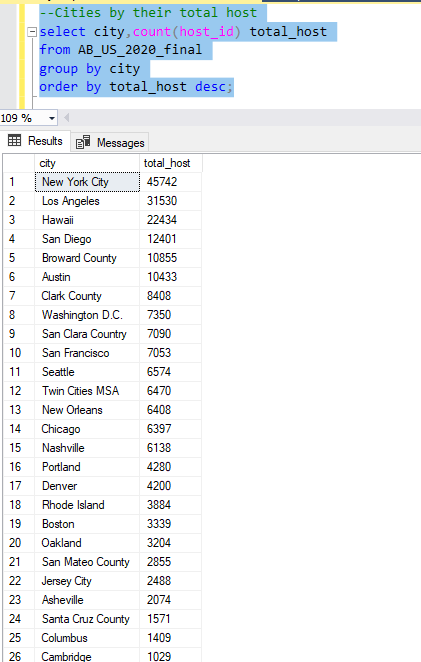 --Cities by their total host
select city,count(host_id) total_host
from AB_US_2020_final
group by city
order by total_host desc;
109 %
Results Messages
city total_host
1 New York City 45742
2 Los Angeles 31530
3 Hawaii 22434
4 San Diego 12401
5 Broward County 10855
6 Austin 10433
7 Clark County 8408
8 Washington D.C. 7350
9 San Clara Country 7090
10 San Francisco 7053
11 Seattle 6574
12 Twin Cities MSA 6470
13 New Orleans 6408
14 Chicago 6397
15 Nashville 6138
16 Portland 4280
17 Denver 4200
18 Rhode Island 3884
19 Boston 3339
20 Oakland 3204
21 San Mateo County 2855
22 Jersey City 2488
23 Asheville 2074
24 Santa Cruz County 1571
25 Columbus 1409
26 Cambridge 1029